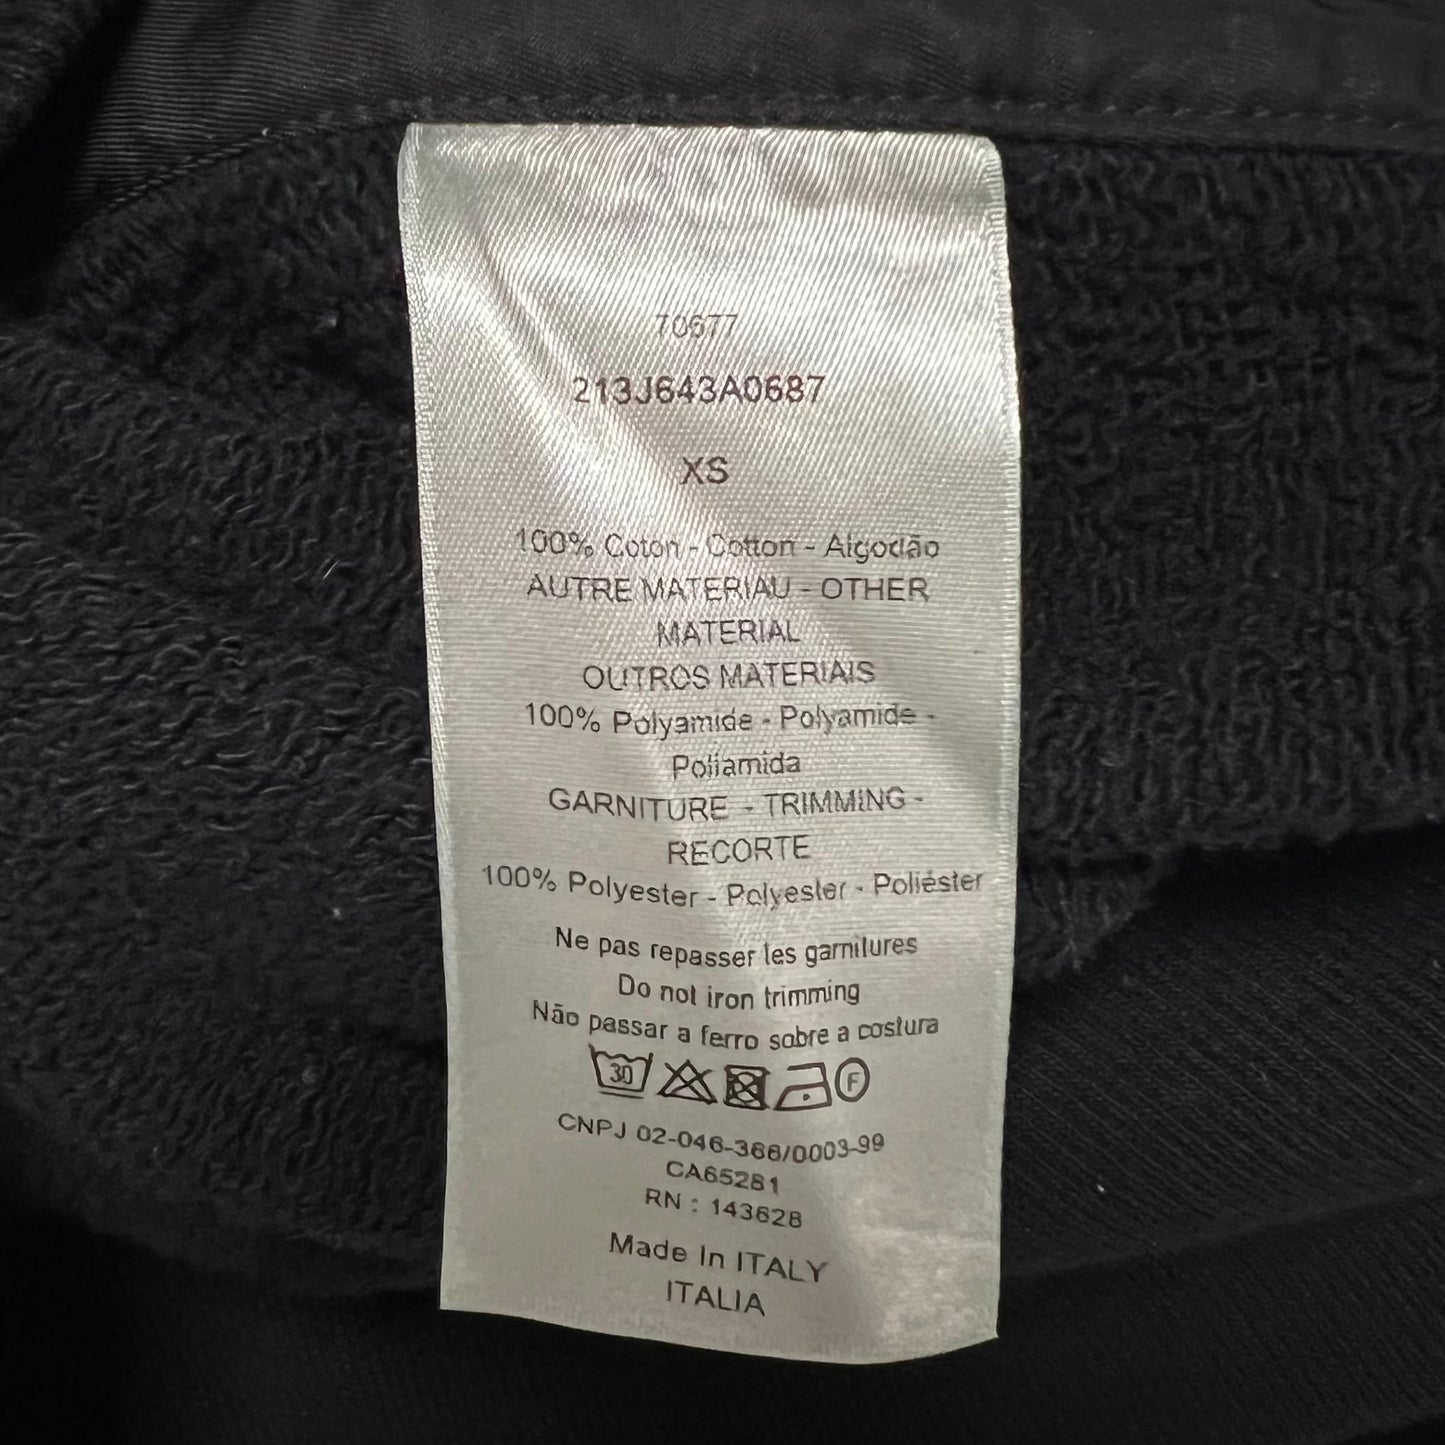 70677
213J643A0687
XS
100% Coton - Cotton - Algodão
AUTRE MATERIAU - OTHER
MATERIAL
OUTROS MATERIAIS
100% Polyamide - Polyamide -
Poliamida
GARNITURE - TRIMMING -
RECORTE
100% Polyester - Polyester - Poliéster
Ne pas repasser les garnitures
Do not iron trimming
Não passar a ferro sobre a costura
30 F
CNPJ 02-046-368/0003-99
CA65281
RN : 143628
Made In ITALY
ITALIA